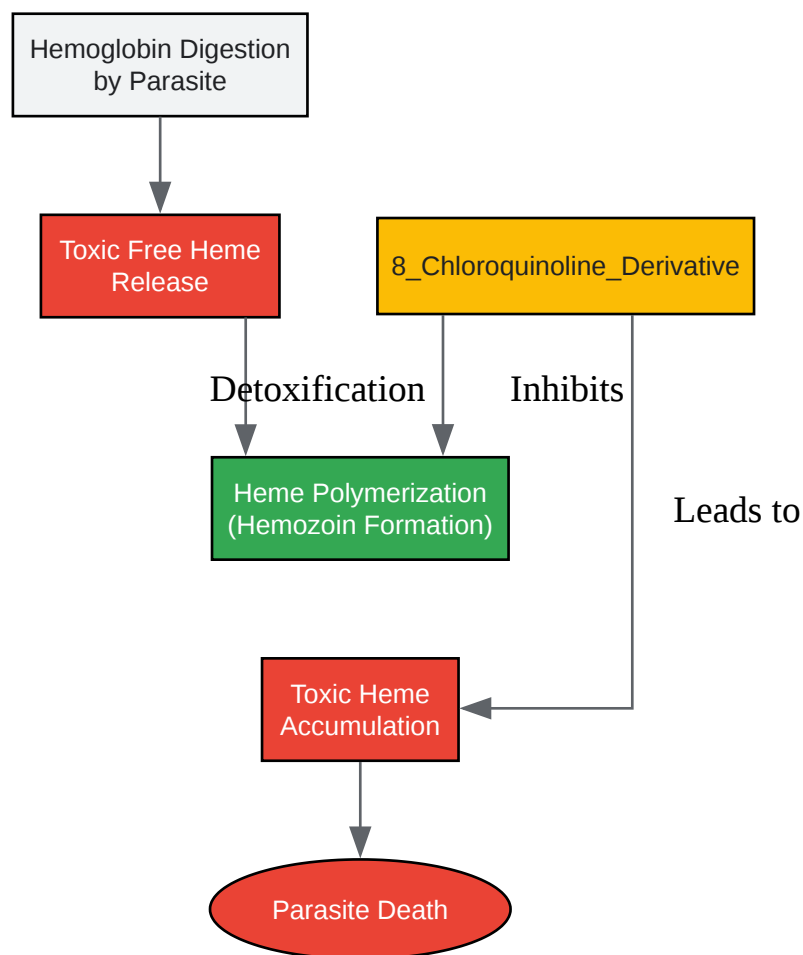 Hemoglobin Digestion
by Parasite
Toxic Free Heme
Release
8_Chloroquinoline_Derivative
Detoxification
Inhibits
Heme Polymerization
(Hemozoin Formation)
Leads to
Toxic Heme
Accumulation
Parasite Death